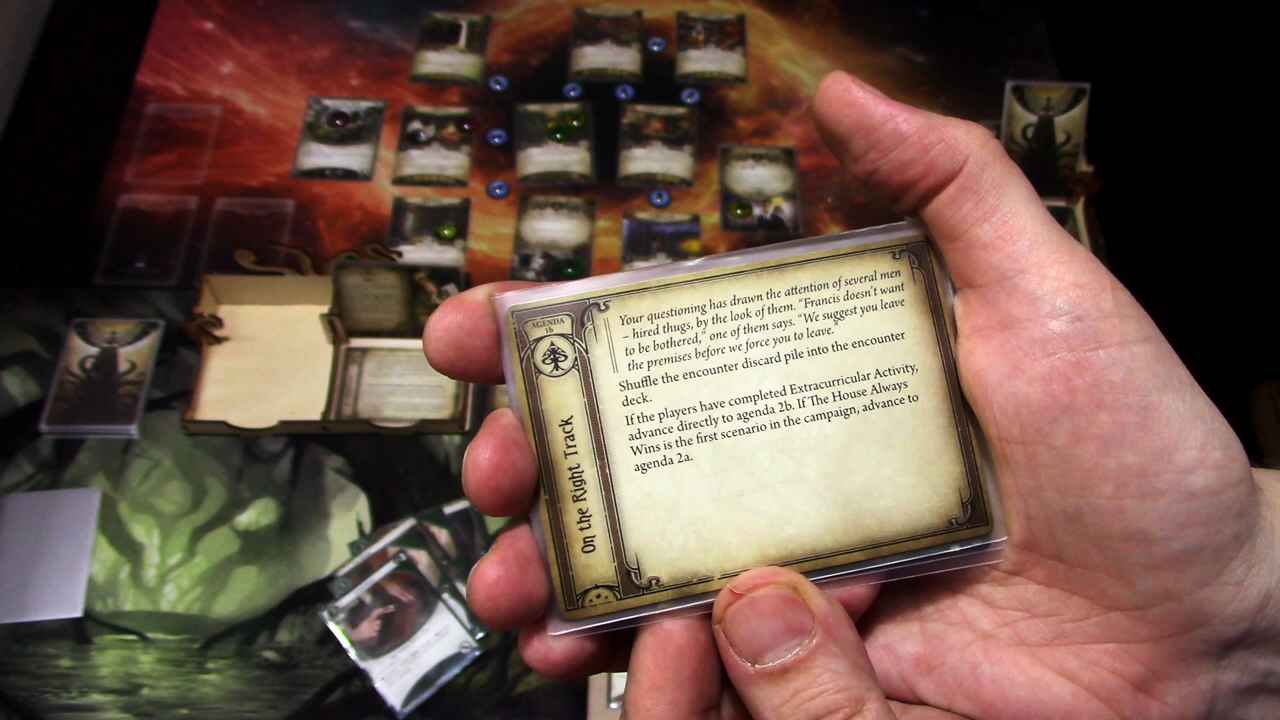 AGENDA
1b
On the Right Track
Your questioning has drawn the attention of several men
– hired thugs, by the look of them. "Francis doesn't want
to be bothered," one of them says. "We suggest you leave
the premises before we force you to leave."
Shuffle the encounter discard pile into the encounter
deck.
If the players have completed Extracurricular Activity,
advance directly to agenda 2b. If The House Always
Wins is the first scenario in the campaign, advance to
agenda 2a.